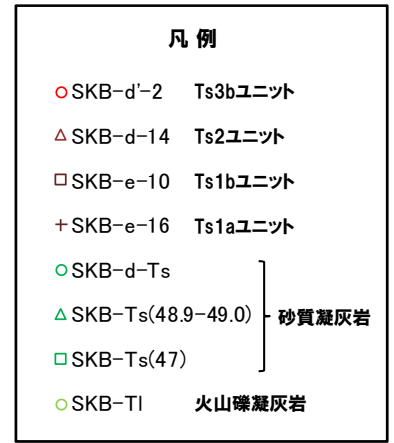 凡 例
SKB-d'-2 Ts3bユニット
SKB-d-14 Ts2ユニット
SKB-e-10 Ts1bユニット
SKB-e-16 Ts1aユニット
SKB-d-Ts
SKB-Ts(48.9-49.0) 砂質凝灰岩
SKB-Ts(47)
SKB-Tl 火山礫凝灰岩